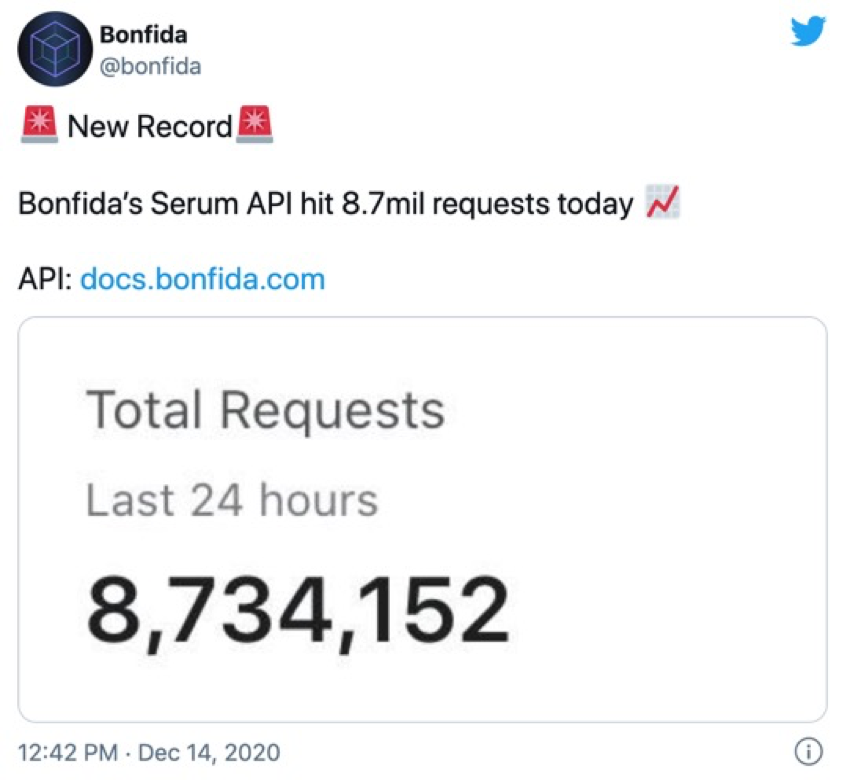 Bonfida
@bonfida
🚨 New Record🚨
Bonfida's Serum API hit 8.7mil requests today 📈
API: docs.bonfida.com
Total Requests
Last 24 hours
8,734,152
12:42 PM · Dec 14, 2020